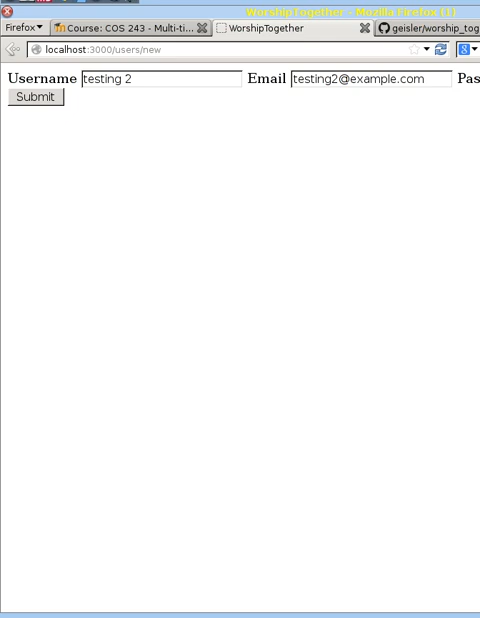 WorshipTogether - Mozilla Firefox (1)
Firefox Course: COS 243 - Multi-ti... WorshipTogether geisler/worship_tog
localhost:3000/users/new
Username testing 2 Email testing2@example.com Pas
Submit